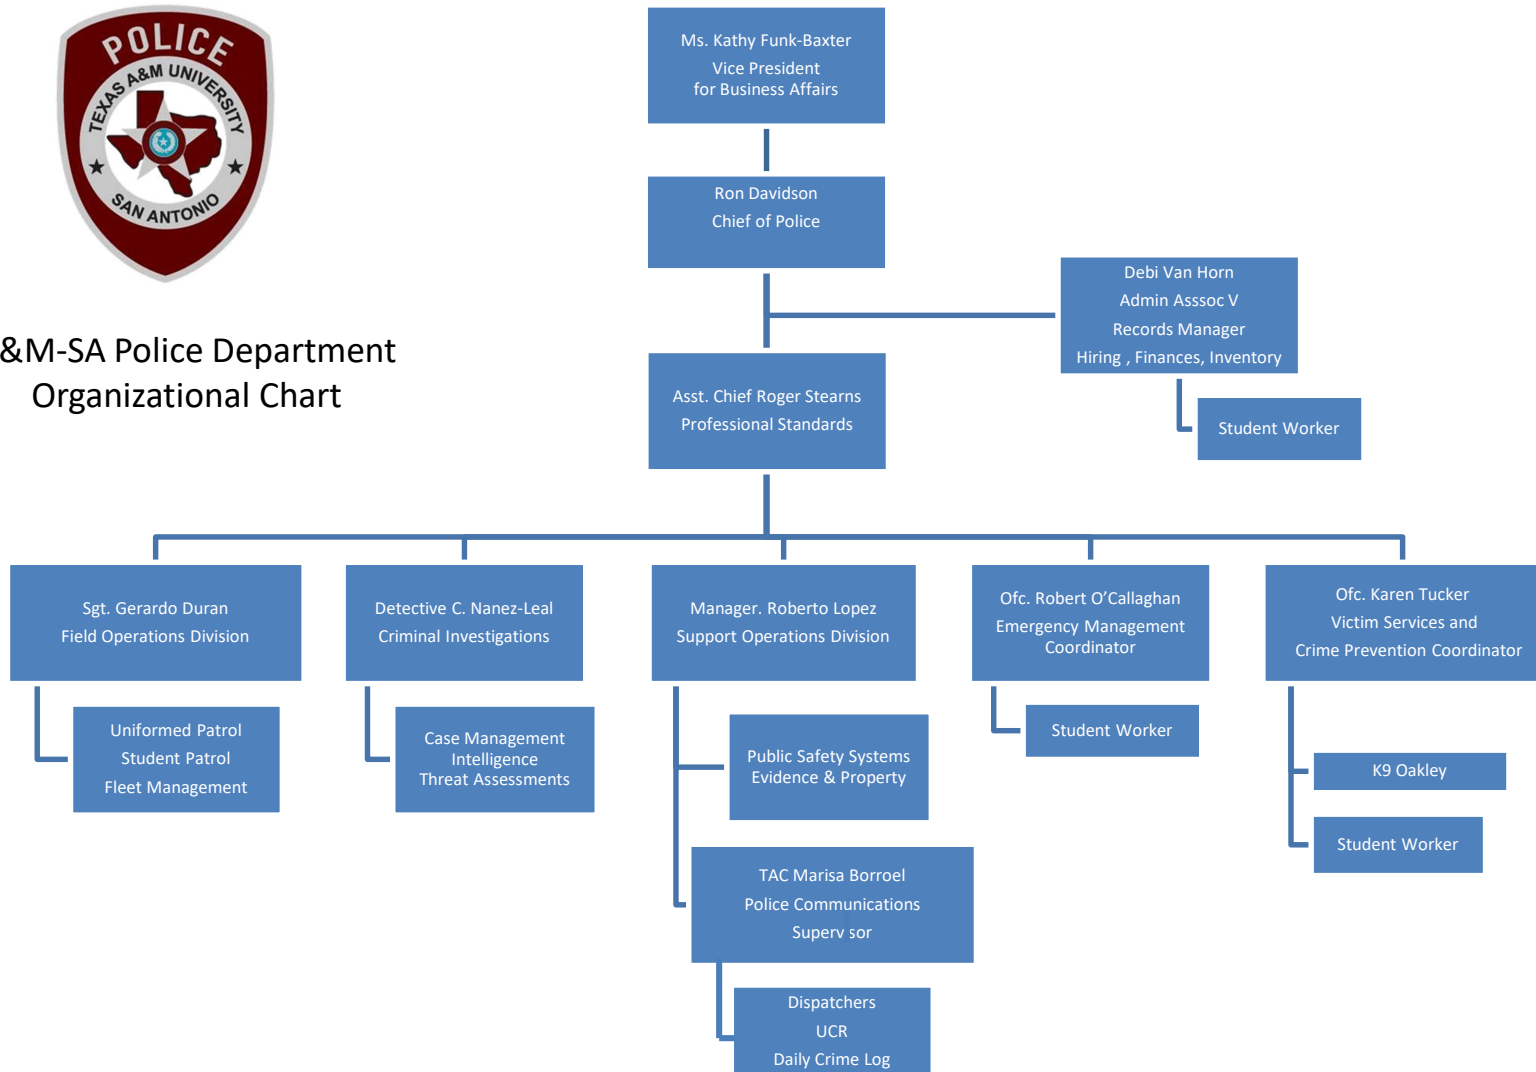 POLICE
TEXAS A&M UNIVERSITY
SAN ANTONIO
&M-SA Police Department
Organizational Chart
Ms. Kathy Funk-Baxter
Vice President
for Business Affairs
Ron Davidson
Chief of Police
Debi Van Horn
Admin Asssoc V
Records Manager
Hiring , Finances, Inventory
Student Worker
Asst. Chief Roger Stearns
Professional Standards
Sgt. Gerardo Duran
Field Operations Division
Uniformed Patrol
Student Patrol
Fleet Management
Detective C. Nanez-Leal
Criminal Investigations
Case Management
Intelligence
Threat Assessments
Manager. Roberto Lopez
Support Operations Division
Public Safety Systems
Evidence & Property
TAC Marisa Borroel
Police Communications
Superv sor
Dispatchers
UCR
Daily Crime Log
Ofc. Robert O’Callaghan
Emergency Management
Coordinator
Student Worker
Ofc. Karen Tucker
Victim Services and
Crime Prevention Coordinator
K9 Oakley
Student Worker